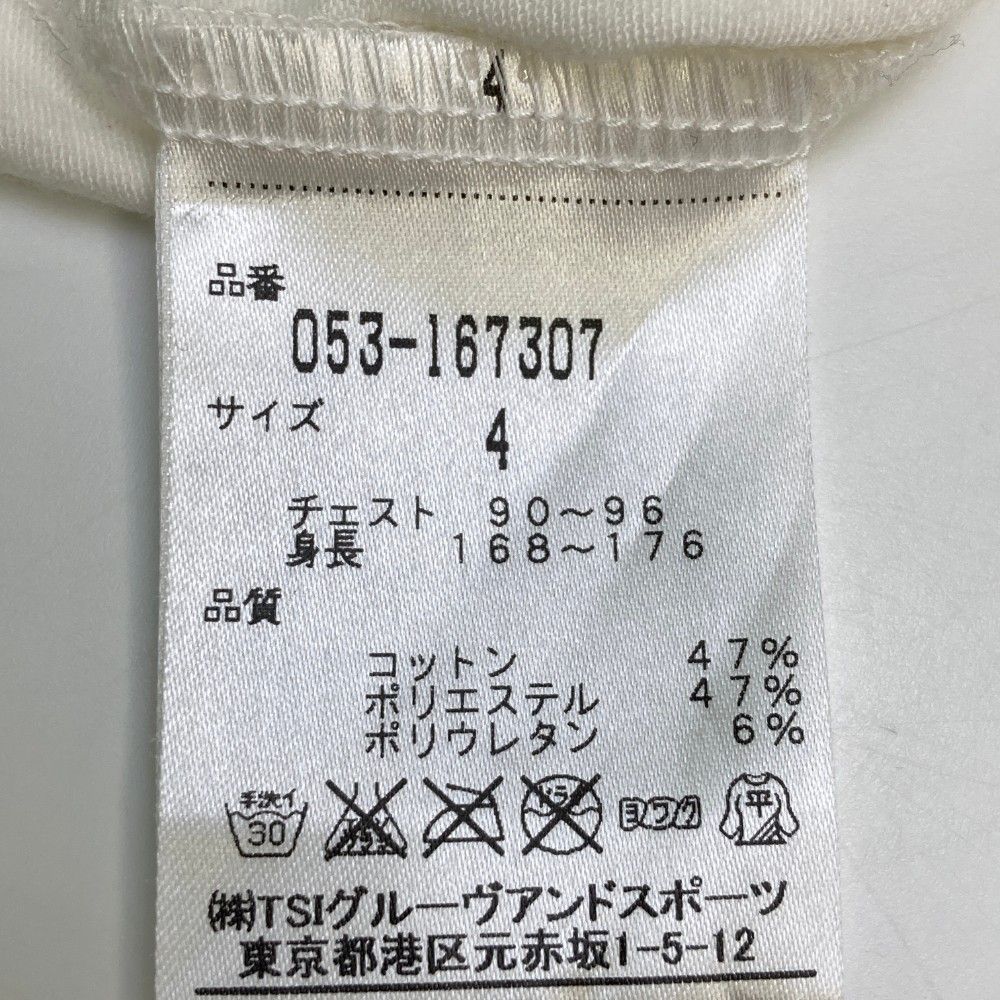 4
品番
053-167307
サイズ
4
チェスト 90～96
身長 168～176
品質
コットン 47%
ポリエステル 47%
ポリウレタン 6%
手洗イ 30 ヨワク 平
(株)TSIグルーヴアンドスポーツ
東京都港区元赤坂1-5-12